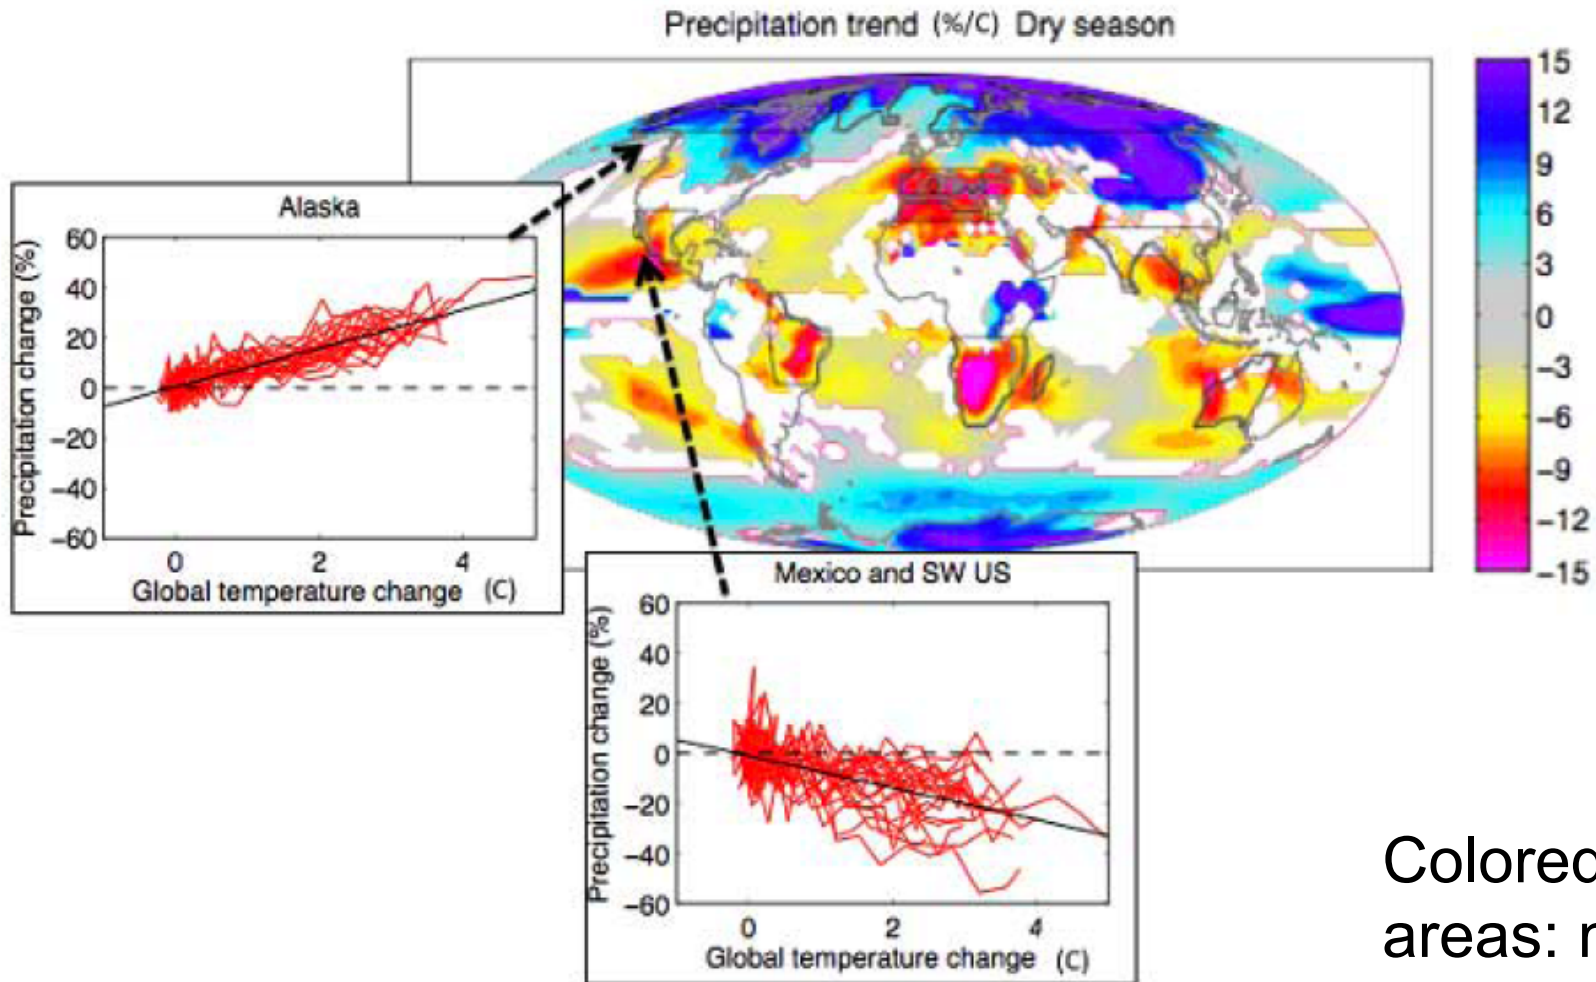 Precipitation trend (%/C) Dry season
15
12
9
6
3
0
−3
−6
−9
−12
−15
Alaska
Precipitation change (%)
60
40
20
0
−20
−40
−60
0 2 4
Global temperature change (C)
Mexico and SW US
Precipitation change (%)
60
40
20
0
−20
−40
−60
0 2 4
Global temperature change (C)
Colored
areas: